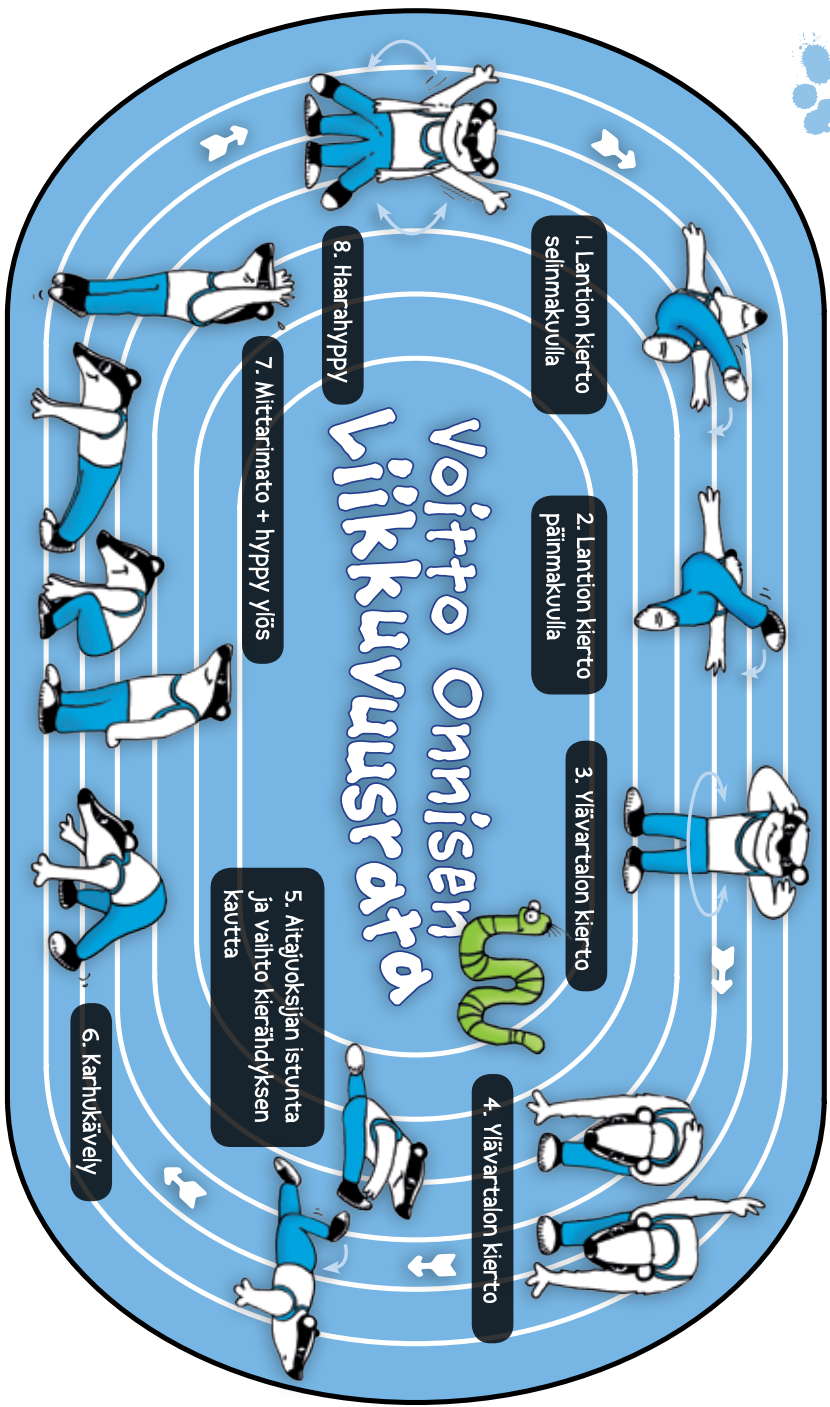 Voitto Onnisen
Liikkuvuusrata
1. Lantion kierto
selinmakuulla
2. Lantion kierto
päinmakuulla
3. Ylävartalon kierto
4. Ylävartalon kierto
5. Aitajuoksijan istunta
ja vaihto kierähdyksen
kautta
6. Karhukävely
7. Mittarimato + hyppy ylös
8. Haarahyppy